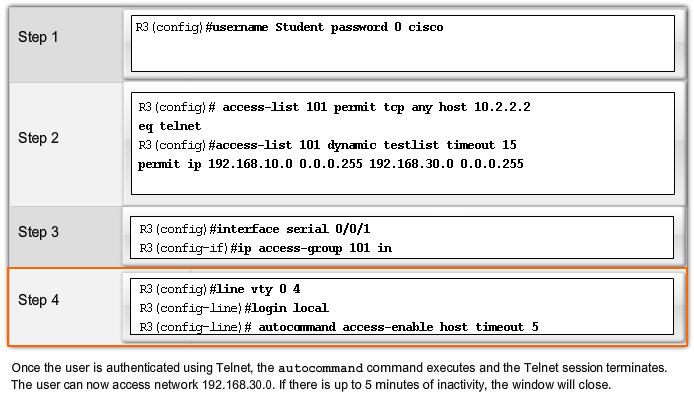 Step 1
R3(config)#username Student password 0 cisco
Step 2
R3(config)# access-list 101 permit tcp any host 10.2.2.2
eq telnet
R3(config)#access-list 101 dynamic testlist timeout 15
permit ip 192.168.10.0 0.0.0.255 192.168.30.0 0.0.0.255
Step 3
R3(config)#interface serial 0/0/1
R3(config-if)#ip access-group 101 in
Step 4
R3(config)#line vty 0 4
R3(config-line)#login local
R3(config-line)# autocommand access-enable host timeout 5
Once the user is authenticated using Telnet, the autocommand command executes and the Telnet session terminates.
The user can now access network 192.168.30.0. If there is up to 5 minutes of inactivity, the window will close.